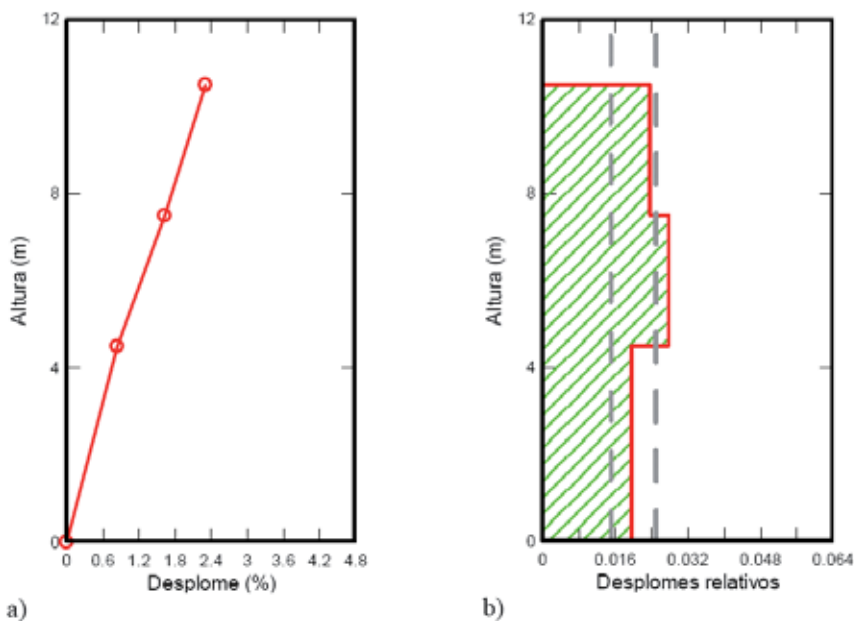 12
8
4
0
Altura (m)
0 0.6 1.2 1.8 2.4 3 3.6 4.2 4.8
Desplome (%)
a)
12
8
4
0
Altura (m)
0 0.016 0.032 0.048 0.064
Desplomes relativos
b)